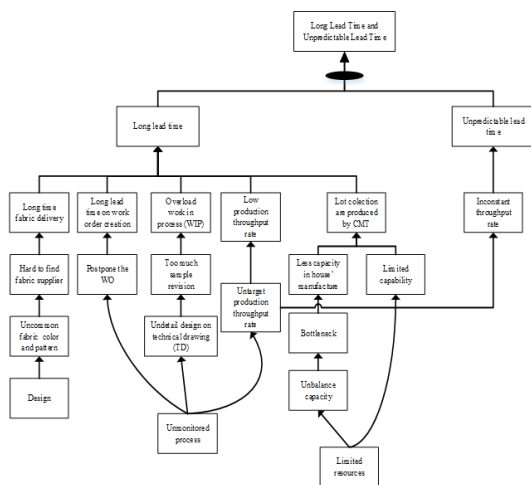 Long Lead Time and
Unpredictable Lead Time
Long lead time
Unpredictable lead
time
Long time
fabric delivery
Long lead
time on work
order creation
Overload
work in
process (WIP)
Low
production
throughput
rate
Lot colection
are produced
by CMT
Inconstant
throughput
rate
Hard to find
fabric supplier
Postpone the
WO
Too much
sample
revision
Untarget production
throughput
rate
Less capacity
in house'
manufacture
Limited
capability
Uncommon
fabric color
and pattern
Undetail design on
technical drawing
(TD)
Bottleneck
Design
Unmonitored
process
Unbalance
capacity
Limited
resources